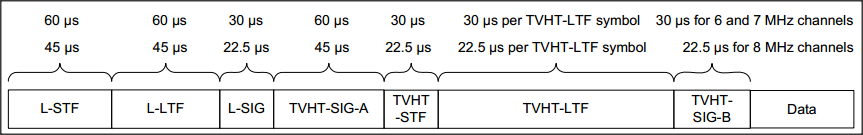 60 µs 60 µs 30 µs 60 µs 30 µs 30 µs per TVHT-LTF symbol 30 µs for 6 and 7 MHz channels
45 µs 45 µs 22.5 µs 45 µs 22.5 µs 22.5 µs per TVHT-LTF symbol 22.5 µs for 8 MHz channels
L-STF L-LTF L-SIG TVHT-SIG-A TVHT -STF TVHT-LTF TVHT- SIG-B Data